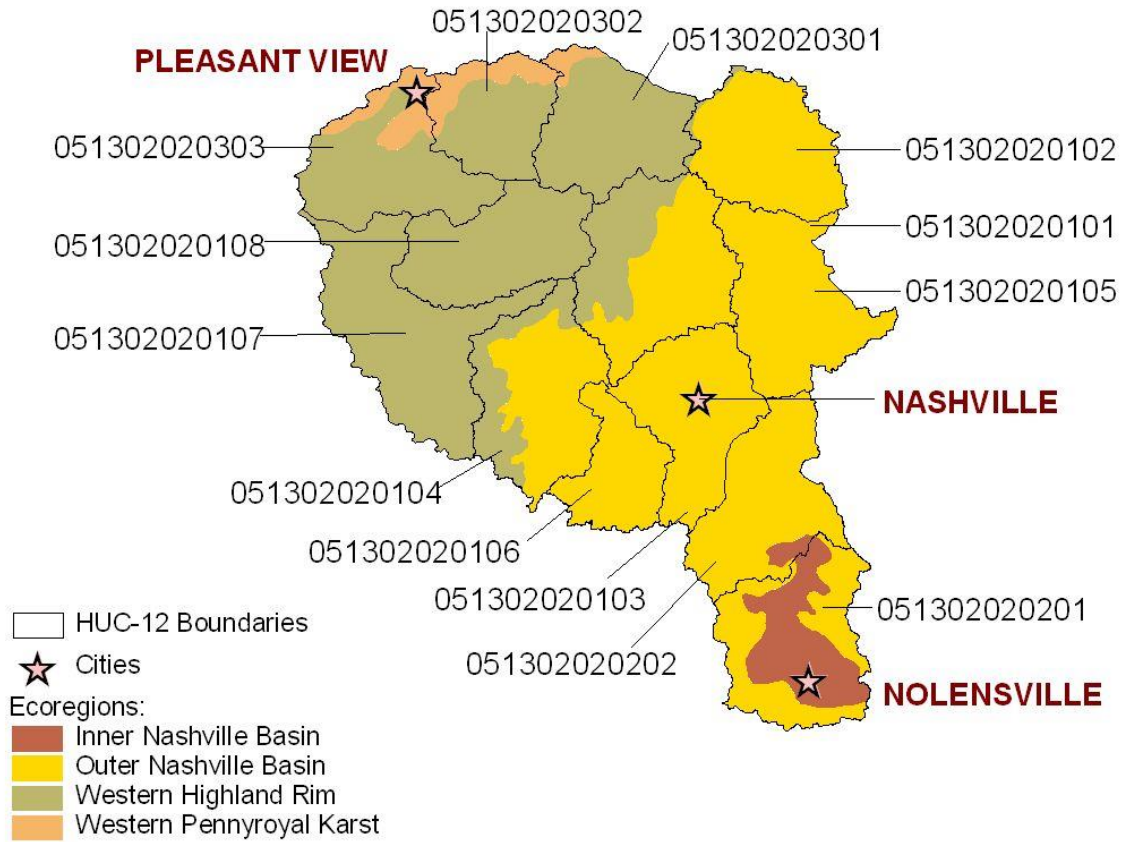 051302020302
051302020301
PLEASANT VIEW
051302020303
051302020102
051302020101
051302020108
051302020105
051302020107
NASHVILLE
051302020104
051302020106
051302020103
051302020201
051302020202
NOLENSVILLE
HUC-12 Boundaries
Cities
Ecoregions:
Inner Nashville Basin
Outer Nashville Basin
Western Highland Rim
Western Pennyroyal Karst